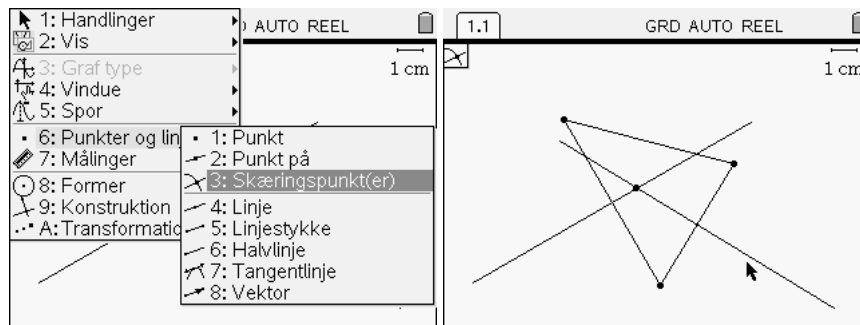 1: Handlinger
2: Vis
AUTO REEL
3: Graf type
1 cm
4: Vindue
5: Spor
6: Punkter og
7: Målinger
8: Former
9: Konstruktion
A: Transformatio
1: Punkt
2: Punkt på
3: Skæringspunkt(er)
4: Linje
5: Linjestykke
6: Halvlinje
7: Tangentlinje
8: Vektor
1.1
GRD AUTO REEL
1 cm